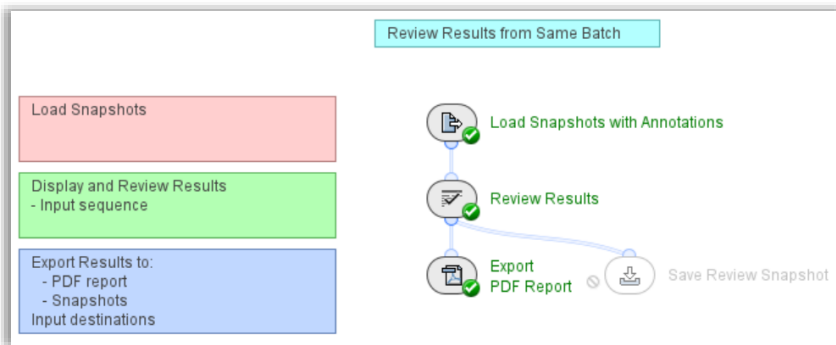 Review Results from Same Batch
Load Snapshots
Load Snapshots with Annotations
Display and Review Results
- Input sequence
Review Results
Export Results to:
- PDF report
- Snapshots
Input destinations
Export
PDF Report
Save Review Snapshot